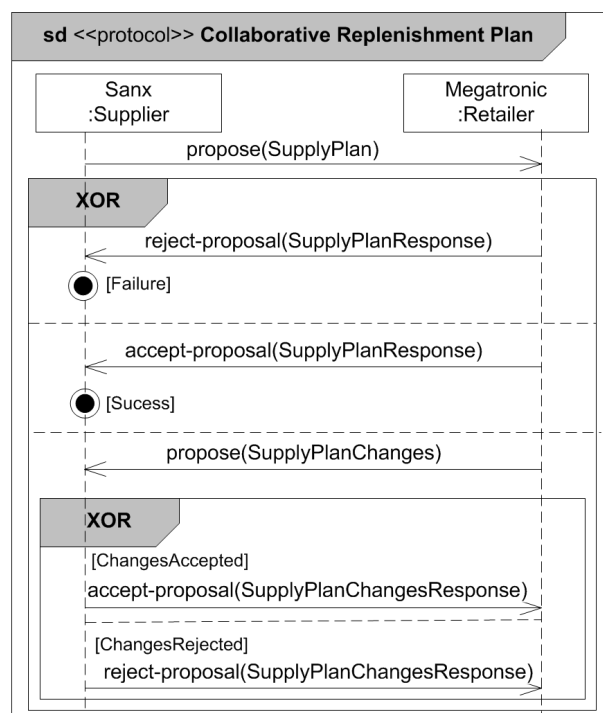 sd <<protocol>> Collaborative Replenishment Plan
Sanx
:Supplier
Megatronic
:Retailer
propose(SupplyPlan)
XOR
reject-proposal(SupplyPlanResponse)
[Failure]
accept-proposal(SupplyPlanResponse)
[Sucess]
propose(SupplyPlanChanges)
XOR
[ChangesAccepted]
accept-proposal(SupplyPlanChangesResponse)
[ChangesRejected]
reject-proposal(SupplyPlanChangesResponse)